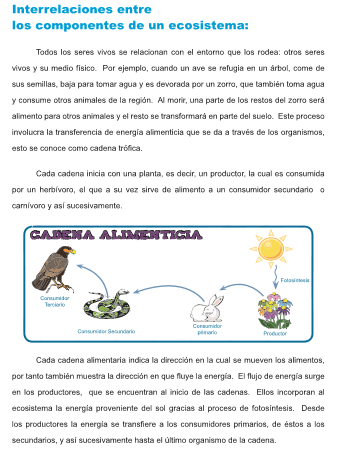 Interrelaciones entre
los componentes de un ecosistema:
Todos los seres vivos se relacionan con el entorno que los rodea: otros seres
vivos y su medio físico. Por ejemplo, cuando un ave se refugia en un árbol, come de
sus semillas, baja para tomar agua y es devorada por un zorro, que también toma agua
y consume otros animales de la región. Al morir, una parte de los restos del zorro será
alimento para otros animales y el resto se transformará en parte del suelo. Este proceso
involucra la transferencia de energía alimenticia que se da a través de los organismos,
esto se conoce como cadena trófica.
Cada cadena inicia con una planta, es decir, un productor, la cual es consumida
por un herbívoro, el que a su vez sirve de alimento a un consumidor secundario o
carnívoro y así sucesivamente.
CADENA ALIMENTICIA
Fotosíntesis
Consumidor
Terciario
Consumidor Secundario
Consumidor
primario
Productor
Cada cadena alimentaria indica la dirección en la cual se mueven los alimentos,
por tanto también muestra la dirección en que fluye la energía. El flujo de energía surge
en los productores, que se encuentran al inicio de las cadenas. Ellos incorporan al
ecosistema la energía proveniente del sol gracias al proceso de fotosíntesis. Desde
los productores la energía se transfiere a los consumidores primarios, de éstos a los
secundarios, y así sucesivamente hasta el último organismo de la cadena.